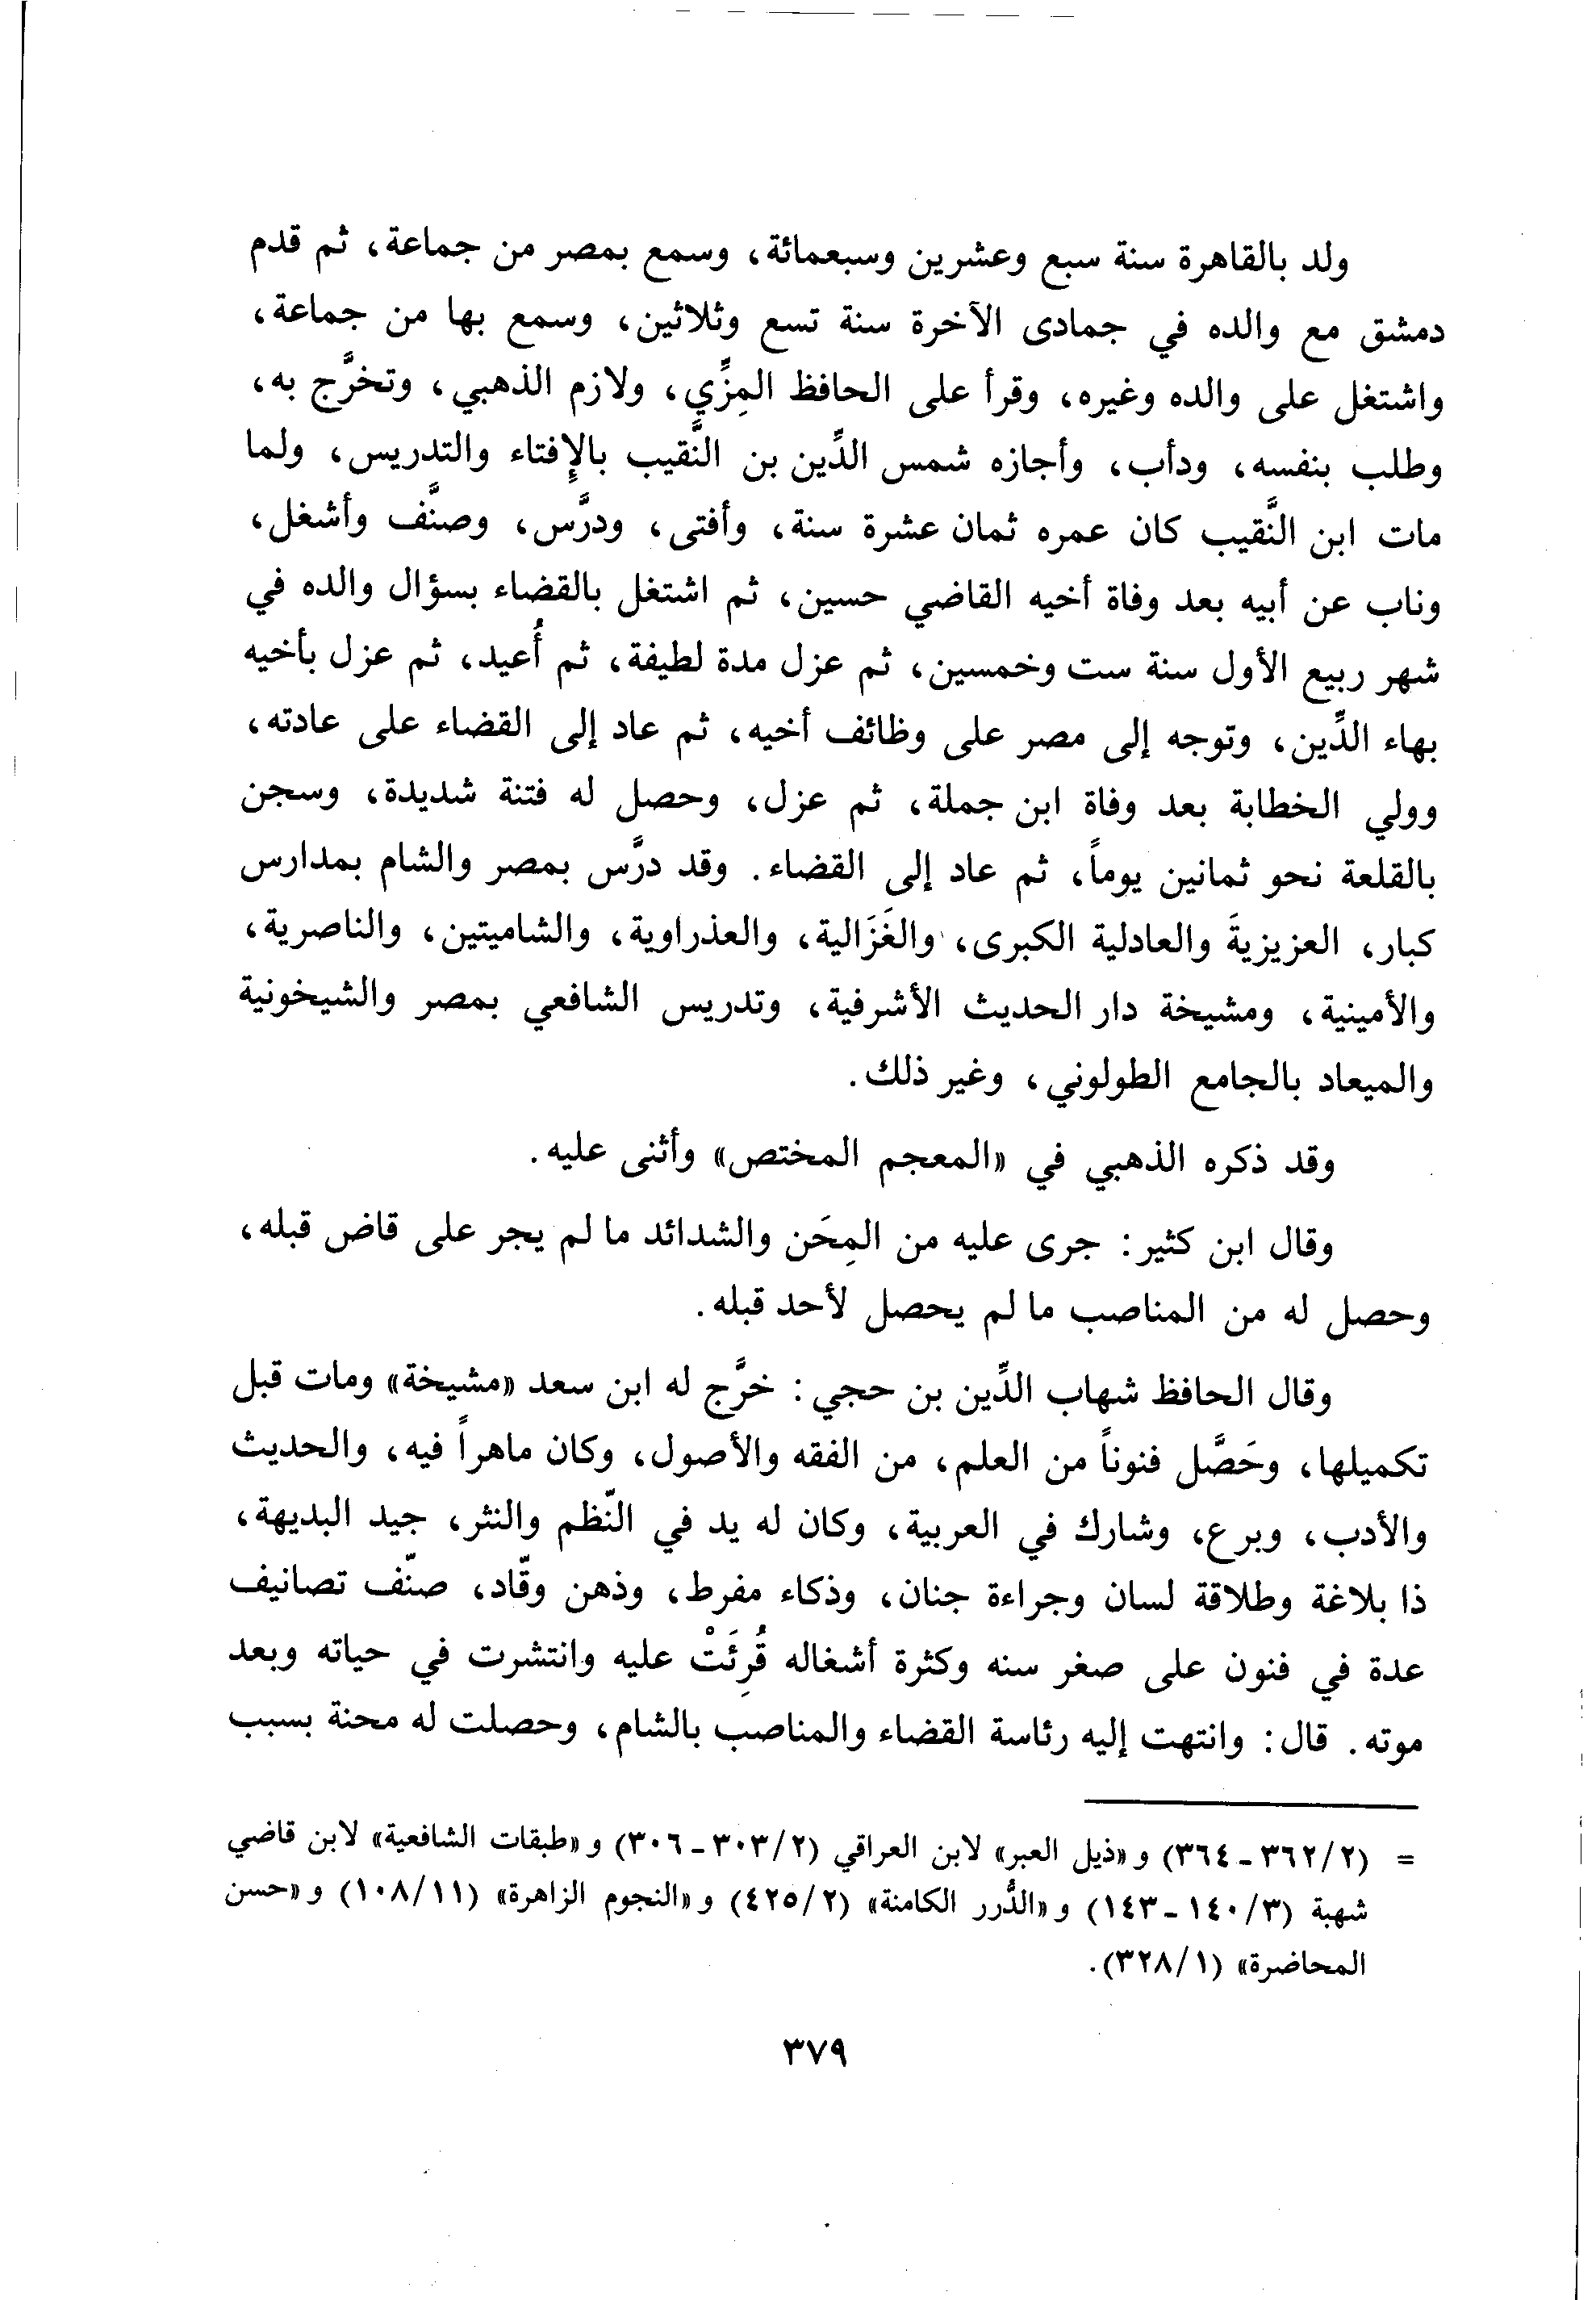 ولد بالقاهرة سنة سبع وعشرين وسبعمائة، وسمع بمصر من جماعة، ثم قدم
دمشق مع والده في جمادى الآخرة سنة تسع وثلاثين، وسمع بها من جماعة،
واشتغل على والده وغيره، وقرأ على الحافظ المِزِّي، ولازم الذهبي، وتخرَّج به،
وطلب بنفسه، ودأب، وأجازه شمس الدِّين بن النَّقيب بالإِفتاء والتدريس، ولما
مات ابن النَّقيب كان عمره ثمان عشرة سنة، وأفتى، ودرَّس، وصنَّف وأشغل،
وناب عن أبيه بعد وفاة أخيه القاضي حسين، ثم اشتغل بالقضاء بسؤال والده في
شهر ربيع الأول سنة ست وخمسين، ثم عزل مدة لطيفة، ثم أُعيد، ثم عزل بأخيه
بهاء الدِّين، وتوجه إلى مصر على وظائف أخيه، ثم عاد إلى القضاء على عادته،
وولي الخطابة بعد وفاة ابن جملة، ثم عزل، وحصل له فتنة شديدة، وسجن
بالقلعة نحو ثمانين يوماً، ثم عاد إلى القضاء. وقد درَّس بمصر والشام بمدارس
كبار، العزيزيةَ والعادلية الكبرى، والغَزَالية، والعذراوية، والشاميتين، والناصرية،
والأمينية، ومشيخة دار الحديث الأشرفية، وتدريس الشافعي بمصر والشيخونية
والميعاد بالجامع الطولوني، وغير ذلك.
وقد ذكره الذهبي في «المعجم المختص» وأثنى عليه.
وقال ابن كثير: جرى عليه من المِحَن والشدائد ما لم يجر على قاض قبله،
وحصل له من المناصب ما لم يحصل لأحد قبله.
وقال الحافظ شهاب الدِّين بن حجي: خرَّج له ابن سعد «مشيخة» ومات قبل
تكميلها، وحَصَّل فنوناً من العلم، من الفقه والأصول، وكان ماهراً فيه، والحديث
والأدب، وبرع، وشارك في العربية، وكان له يد في النّظم والنثر، جيد البديهة،
ذا بلاغة وطلاقة لسان وجراءة جنان، وذكاء مفرط، وذهن وقّاد، صنّف تصانيف
عدة في فنون على صغر سنه وكثرة أشغاله قُرِئَتْ عليه وانتشرت في حياته وبعد
موته. قال: وانتهت إليه رئاسة القضاء والمناصب بالشام، وحصلت له محنة بسبب
= (٢/ ٣٦٢ - ٣٦٤) و «ذيل العبر» لابن العراقي (٢/ ٣٠٣ - ٣٠٦) و «طبقات الشافعية» لابن قاضي
شهبة (٣/ ١٤٠ - ١٤٣) و «الدُّرر الكامنة» (٢/ ٤٢٥) و «النجوم الزاهرة» (١١/ ١٠٨) و «حسن
المحاضرة» (١/ ٣٢٨).
٣٧٩